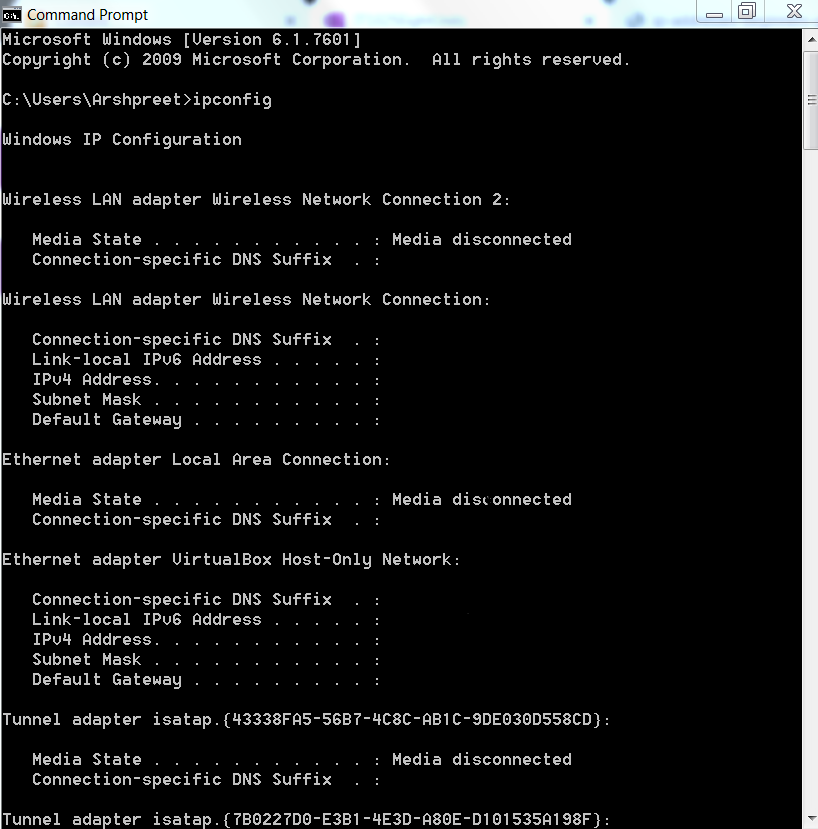 Command Prompt
Microsoft Windows [Version 6.1.7601]
Copyright (c) 2009 Microsoft Corporation.  All rights reserved.
C:\Users\Arshpreet>ipconfig
Windows IP Configuration
Wireless LAN adapter Wireless Network Connection 2:
   Media State . . . . . . . . . . . : Media disconnected
   Connection-specific DNS Suffix  . :
Wireless LAN adapter Wireless Network Connection:
   Connection-specific DNS Suffix  . :
   Link-local IPv6 Address . . . . . :
   IPv4 Address. . . . . . . . . . . :
   Subnet Mask . . . . . . . . . . . :
   Default Gateway . . . . . . . . . :
Ethernet adapter Local Area Connection:
   Media State . . . . . . . . . . . : Media disconnected
   Connection-specific DNS Suffix  . :
Ethernet adapter VirtualBox Host-Only Network:
   Connection-specific DNS Suffix  . :
   Link-local IPv6 Address . . . . . :
   IPv4 Address. . . . . . . . . . . :
   Subnet Mask . . . . . . . . . . . :
   Default Gateway . . . . . . . . . :
Tunnel adapter isatap.{43338FA5-56B7-4C8C-AB1C-9DE030D558CD}:
   Media State . . . . . . . . . . . : Media disconnected
   Connection-specific DNS Suffix  . :
Tunnel adapter isatap.{7B0227D0-E3B1-4E3D-A80E-D101535A198F}: